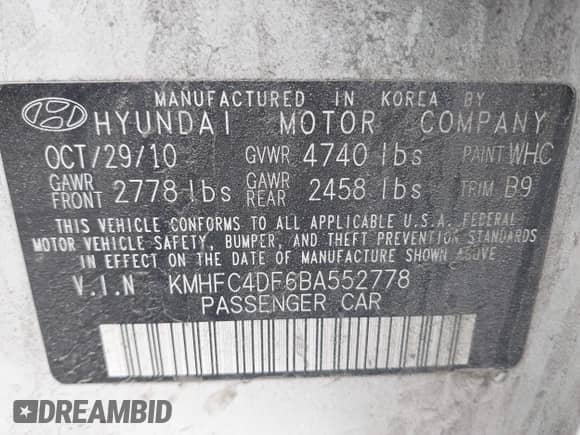 MANUFACTURED IN KOREA BY
HYUNDAI MOTOR COMPANY
OCT/29/10 GVWR 4740 lbs PAINT WHC
GAWR FRONT 2778 lbs GAWR REAR 2458 lbs TRIM B9
THIS VEHICLE CONFORMS TO ALL APPLICABLE U.S.A. FEDERAL
MOTOR VEHICLE SAFETY, BUMPER, AND THEFT PREVENTION STANDARDS
IN EFFECT ON THE DATE OF MANUFACTURE SHOWN ABOVE
V.I.N KMHFC4DF6BA552778
PASSENGER CAR
DREAMBID